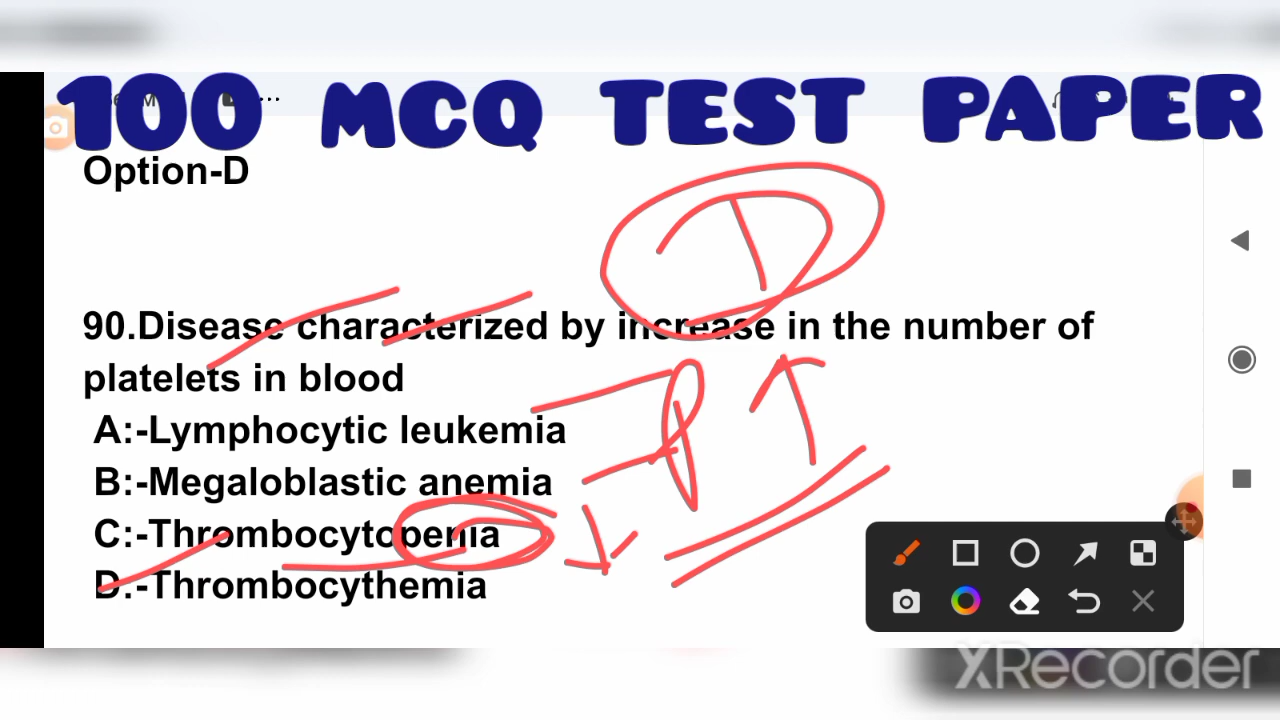 100 MCQ TEST PAPER
Option-D
D
90.Disease characterized by increase in the number of
platelets in blood
A:-Lymphocytic leukemia
P
B:-Megaloblastic anemia
C:-Thrombocytopenia
D:-Thrombocythemia
XRecorder